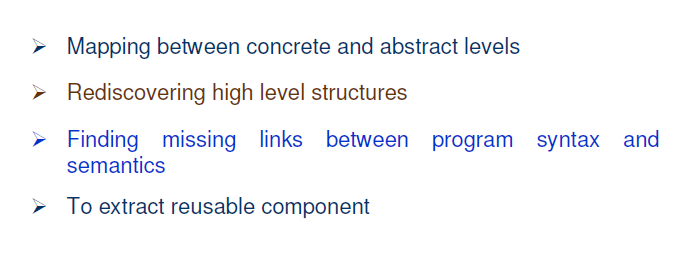 ➢ Mapping between concrete and abstract levels
➢ Rediscovering high level structures
➢ Finding missing links between program syntax and
semantics
➢ To extract reusable component